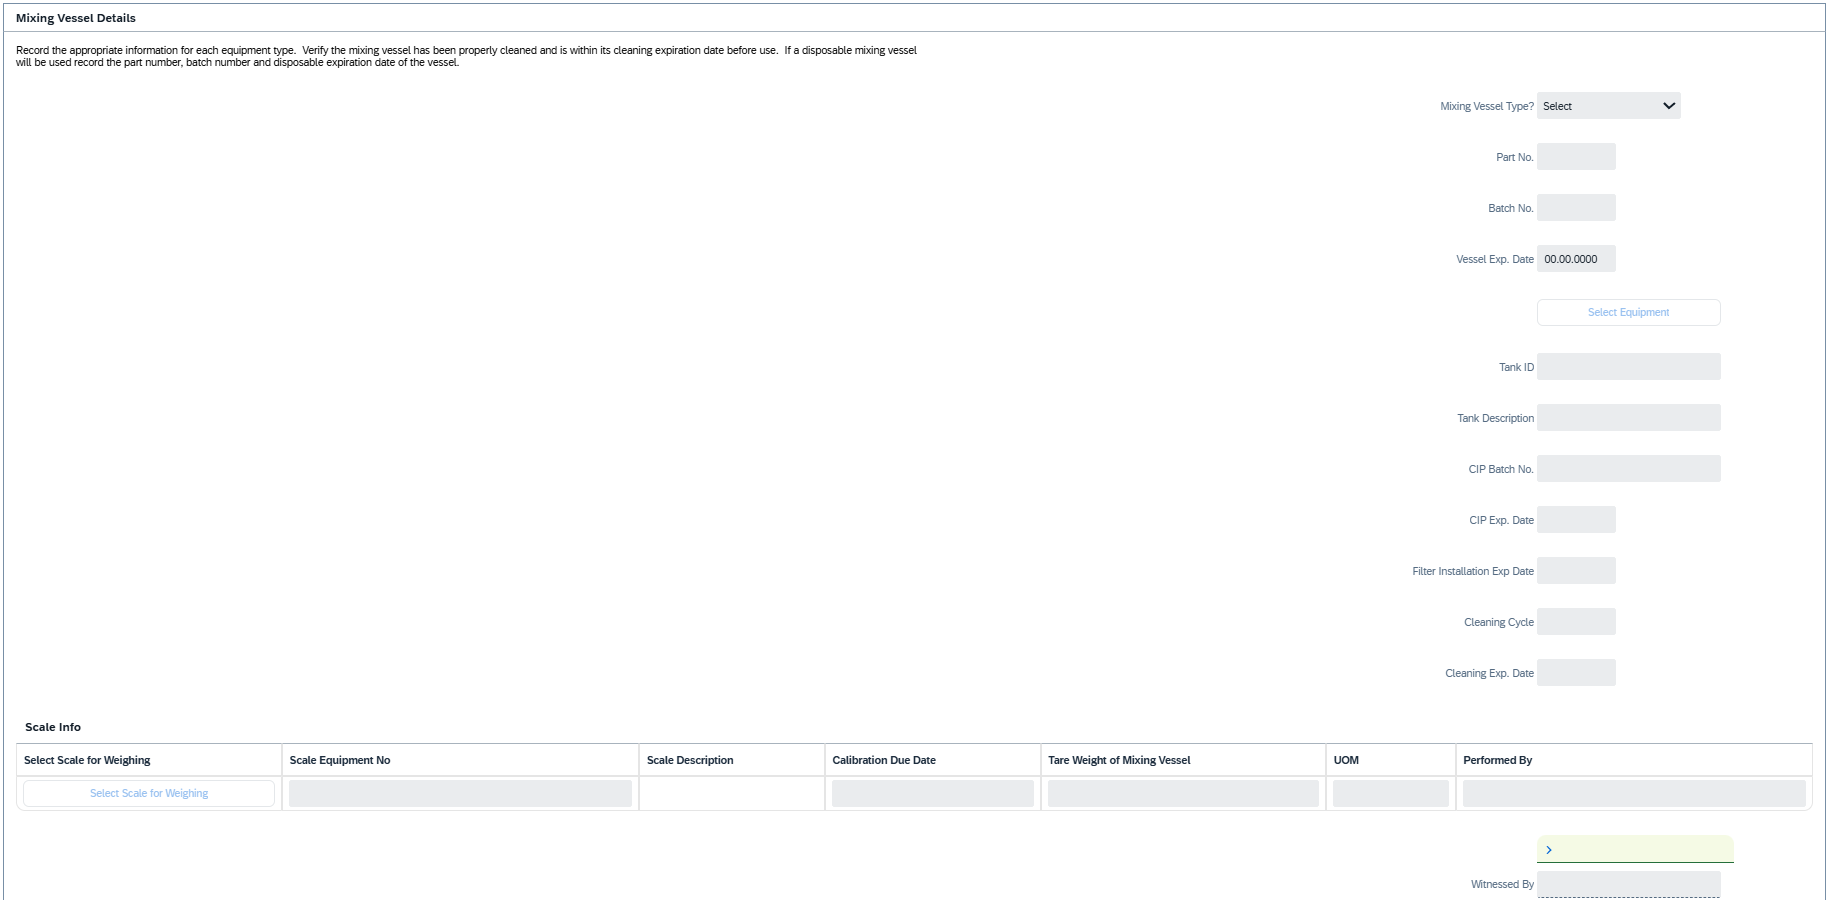 Mixing Vessel Details
Record the appropriate information for each equipment type.  Verify the mixing vessel has been properly cleaned and is within its cleaning expiration date before use.  If a disposable mixing vessel
will be used record the part number, batch number and disposable expiration date of the vessel.
Mixing Vessel Type? Select
Part No.
Batch No.
Vessel Exp. Date 00.00.0000
Select Equipment
Tank ID
Tank Description
CIP Batch No.
CIP Exp. Date
Filter Installation Exp Date
Cleaning Cycle
Cleaning Exp. Date
Scale Info
Select Scale for Weighing Scale Equipment No Scale Description Calibration Due Date Tare Weight of Mixing Vessel UOM Performed By
Select Scale for Weighing
Witnessed By